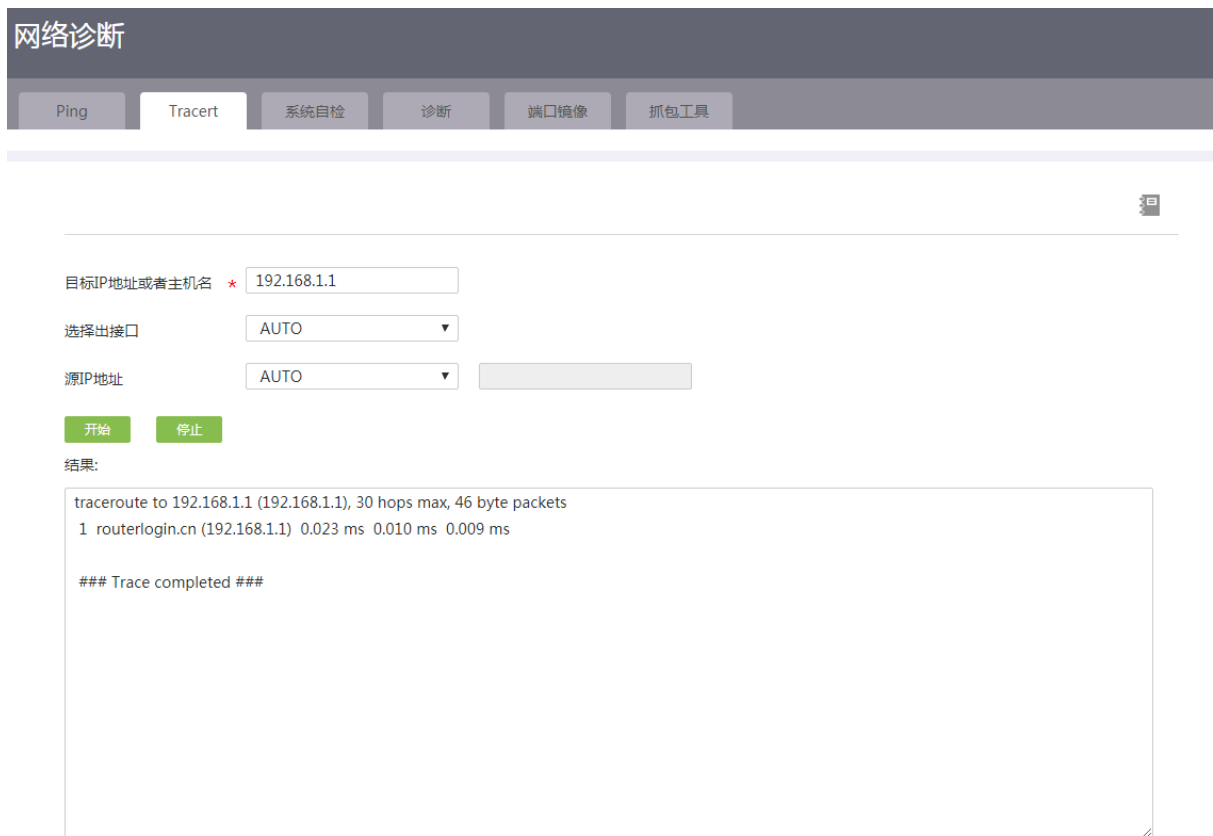 网络诊断
Ping Tracert 系统自检 诊断 端口镜像 抓包工具
目标IP地址或者主机名 * 192.168.1.1
选择出接口 AUTO
源IP地址 AUTO
开始 停止
结果:
traceroute to 192.168.1.1 (192.168.1.1), 30 hops max, 46 byte packets
1 routerlogin.cn (192.168.1.1) 0.023 ms 0.010 ms 0.009 ms
### Trace completed ###